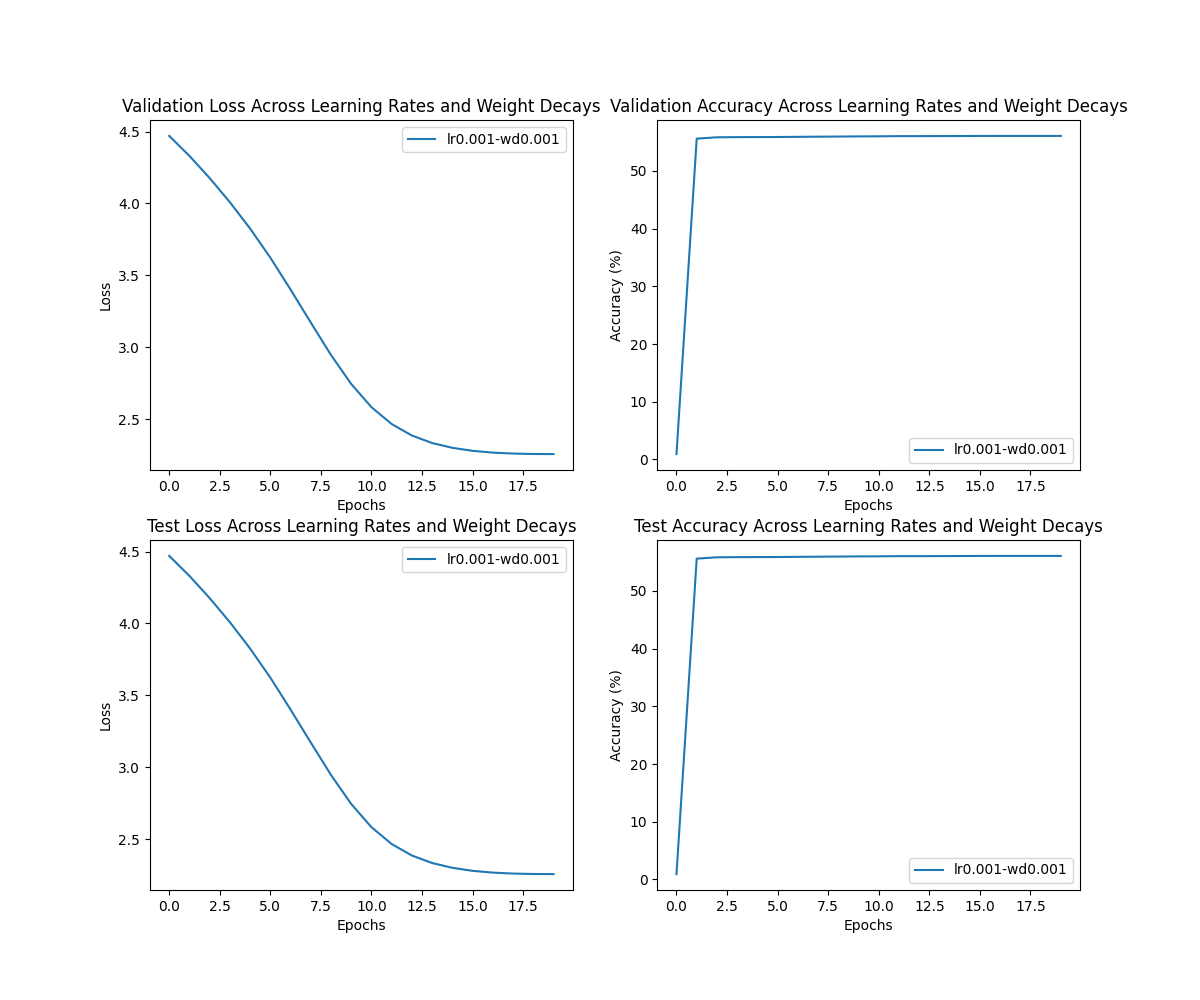 Validation Loss Across Learning Rates and Weight Decays
4.5
4.0
3.5
3.0
2.5
Loss
lr0.001-wd0.001
0.0 2.5 5.0 7.5 10.0 12.5 15.0 17.5
Epochs
Validation Accuracy Across Learning Rates and Weight Decays
50
40
30
20
10
0
Accuracy (%)
lr0.001-wd0.001
0.0 2.5 5.0 7.5 10.0 12.5 15.0 17.5
Epochs
Test Loss Across Learning Rates and Weight Decays
4.5
4.0
3.5
3.0
2.5
Loss
lr0.001-wd0.001
0.0 2.5 5.0 7.5 10.0 12.5 15.0 17.5
Epochs
Test Accuracy Across Learning Rates and Weight Decays
50
40
30
20
10
0
Accuracy (%)
lr0.001-wd0.001
0.0 2.5 5.0 7.5 10.0 12.5 15.0 17.5
Epochs